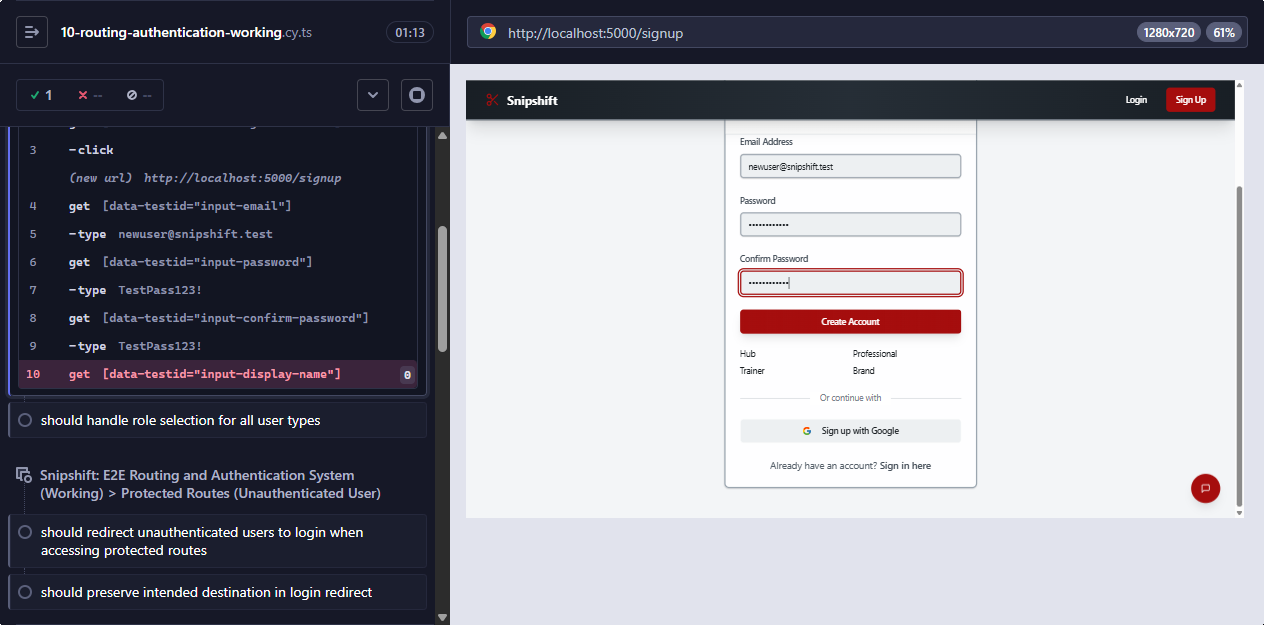 10-routing-authentication-working.cy.ts
01:13
1 -- --
3 -click
(new url) http://localhost:5000/signup
4 get [data-testid="input-email"]
5 -type newuser@snipshift.test
6 get [data-testid="input-password"]
7 -type TestPass123!
8 get [data-testid="input-confirm-password"]
9 -type TestPass123!
10 get [data-testid="input-display-name"] 0
should handle role selection for all user types
Snipshift: E2E Routing and Authentication System
(Working) > Protected Routes (Unauthenticated User)
should redirect unauthenticated users to login when
accessing protected routes
should preserve intended destination in login redirect
http://localhost:5000/signup
1280x720 61%
Snipshift
Login
Sign Up
Email Address
newuser@snipshift.test
Password
••••••••••••
Confirm Password
••••••••••••
Create Account
Hub Professional
Trainer Brand
Or continue with
Sign up with Google
Already have an account? Sign in here